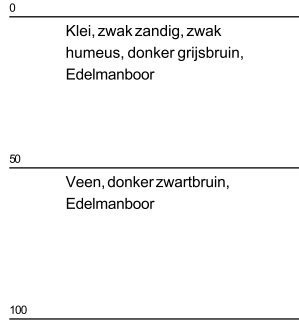 0
Klei, zwak zandig, zwak
humeus, donker grijsbruin,
Edelmanboor
50
Veen, donker zwartbruin,
Edelmanboor
100